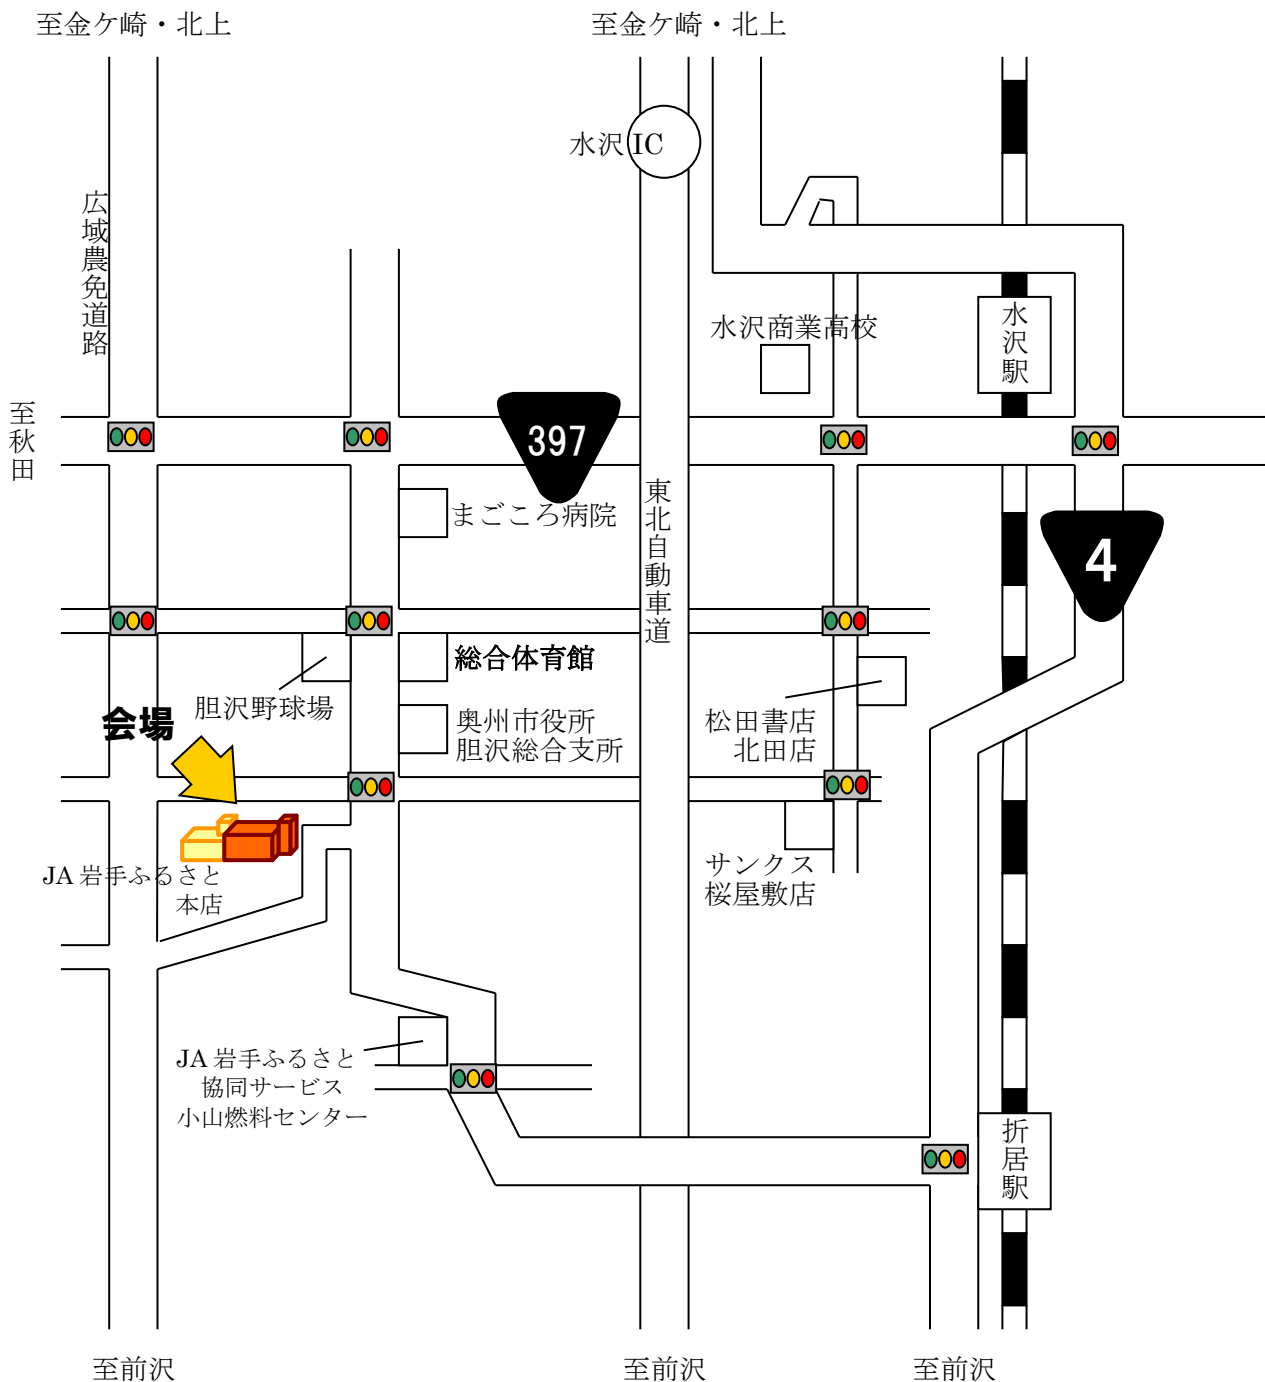 至金ケ崎・北上
至金ケ崎・北上
水沢 IC
広域農免道路
水沢商業高校
水沢駅
至秋田
397
まごころ病院
東北自動車道
4
総合体育館
胆沢野球場
会場
奥州市役所
胆沢総合支所
松田書店
北田店
JA 岩手ふるさと
本店
サンクス
桜屋敷店
JA 岩手ふるさと
協同サービス
小山燃料センター
折居駅
至前沢
至前沢
至前沢